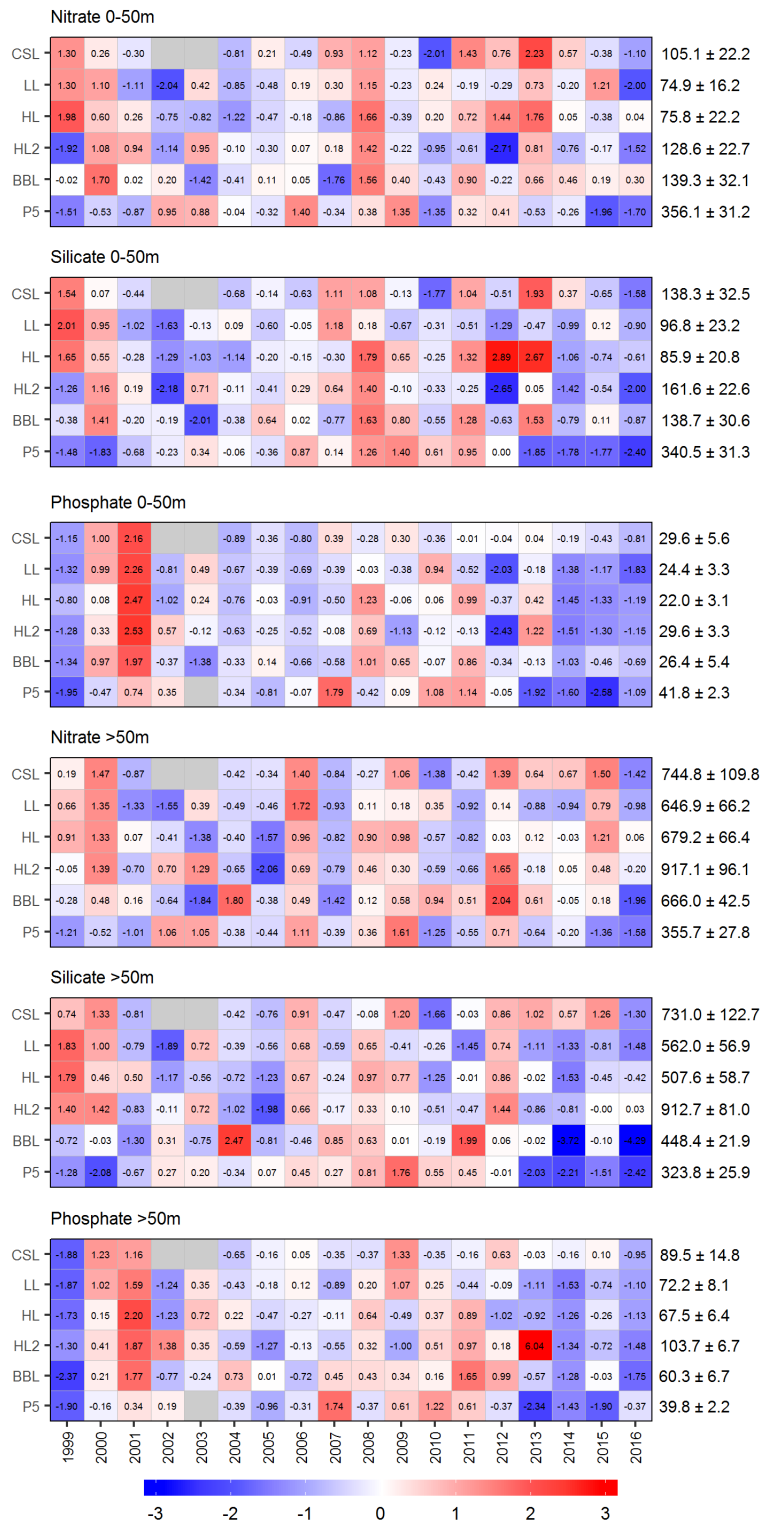 Nitrate 0-50m
CSL 1.30 0.26 -0.30 -0.81 0.21 -0.49 0.93 1.12 -0.23 -2.01 1.43 0.76 2.23 0.57 -0.38 -1.10 105.1 ± 22.2
LL 1.30 1.10 -1.11 -2.04 0.42 -0.85 -0.48 0.19 0.30 1.15 -0.23 0.24 -0.19 -0.29 0.73 -0.20 1.21 -2.00 74.9 ± 16.2
HL 1.98 0.60 0.26 -0.75 -0.82 -1.22 -0.47 -0.18 -0.86 1.66 -0.39 0.20 0.72 1.44 1.76 0.05 -0.38 0.04 75.8 ± 22.2
HL2 -1.92 1.08 0.94 -1.14 0.95 -0.10 -0.30 0.07 0.18 1.42 -0.22 -0.95 -0.61 -2.71 0.81 -0.76 -0.17 -1.52 128.6 ± 22.7
BBL -0.02 1.70 0.02 0.20 -1.42 -0.41 0.11 0.05 -1.76 1.56 0.40 -0.43 0.90 -0.22 0.66 0.46 0.19 0.30 139.3 ± 32.1
P5 -1.51 -0.53 -0.87 0.95 0.88 -0.04 -0.32 1.40 -0.34 0.38 1.35 -1.35 0.32 0.41 -0.53 -0.26 -1.96 -1.70 356.1 ± 31.2
Silicate 0-50m
CSL 1.54 0.07 -0.44 -0.68 -0.14 -0.63 1.11 1.08 -0.13 -1.77 1.04 -0.51 1.93 0.37 -0.65 -1.58 138.3 ± 32.5
LL 2.01 0.95 -1.02 -1.63 -0.13 0.09 -0.60 -0.05 1.18 0.18 -0.67 -0.31 -0.51 -1.29 -0.47 -0.99 0.12 -0.90 96.8 ± 23.2
HL 1.65 0.55 -0.28 -1.29 -1.03 -1.14 -0.20 -0.15 -0.30 1.79 0.65 -0.25 1.32 2.89 2.67 -1.06 -0.74 -0.61 85.9 ± 20.8
HL2 -1.26 1.16 0.19 -2.18 0.71 -0.11 -0.41 0.29 0.64 1.40 -0.10 -0.33 -0.25 -2.65 0.05 -1.42 -0.54 -2.00 161.6 ± 22.6
BBL -0.38 1.41 -0.20 -0.19 -2.01 -0.38 0.64 0.02 -0.77 1.63 0.80 -0.55 1.28 -0.63 1.53 -0.79 0.11 -0.87 138.7 ± 30.6
P5 -1.48 -1.83 -0.68 -0.23 0.34 -0.06 -0.36 0.87 0.14 1.26 1.40 0.61 0.95 0.00 -1.85 -1.78 -1.77 -2.40 340.5 ± 31.3
Phosphate 0-50m
CSL -1.15 1.00 2.16 -0.89 -0.36 -0.80 0.39 -0.28 0.30 -0.36 -0.01 -0.04 0.04 -0.19 -0.43 -0.81 29.6 ± 5.6
LL -1.32 0.99 2.26 -0.81 0.49 -0.67 -0.39 -0.69 -0.39 -0.03 -0.38 0.94 -0.52 -2.03 -0.18 -1.38 -1.17 -1.83 24.4 ± 3.3
HL -0.80 0.08 2.47 -1.02 0.24 -0.76 -0.03 -0.91 -0.50 1.23 -0.06 -0.06 0.99 -0.37 0.42 -1.45 -1.33 -1.19 22.0 ± 3.1
HL2 -1.28 0.33 2.53 0.57 -0.12 -0.63 -0.25 -0.52 -0.08 0.69 -1.13 -0.12 -0.13 -2.43 1.22 -1.51 -1.30 -1.15 29.6 ± 3.3
BBL -1.34 0.97 1.97 -0.37 -1.38 -0.33 0.14 -0.66 -0.58 1.01 0.65 -0.07 0.86 -0.34 -0.13 -1.03 -0.46 -0.69 26.4 ± 5.4
P5 -1.95 -0.47 0.74 0.35 -0.34 -0.81 -0.07 1.79 -0.42 0.09 1.08 1.14 -0.05 -1.92 -1.60 -2.58 -1.09 41.8 ± 2.3
Nitrate >50m
CSL 0.19 1.47 -0.87 -0.42 -0.34 1.40 -0.84 -0.27 1.06 -1.38 -0.42 1.39 0.64 0.67 1.50 -1.42 744.8 ± 109.8
LL 0.66 1.35 -1.33 -1.55 0.39 -0.49 -0.46 1.72 -0.93 0.11 0.18 0.35 -0.92 0.14 -0.88 -0.94 0.79 -0.98 646.9 ± 66.2
HL 0.91 1.33 0.07 -0.41 -1.38 -0.40 -1.57 0.96 -0.82 0.90 0.98 -0.57 -0.82 0.03 0.12 -0.03 1.21 0.06 679.2 ± 66.4
HL2 -0.05 1.39 -0.70 0.70 1.29 -0.65 -2.06 0.69 -0.79 0.46 0.30 -0.59 -0.66 1.65 -0.18 0.05 0.48 -0.20 917.1 ± 96.1
BBL -0.28 0.48 0.16 -0.64 -1.84 1.80 -0.38 0.49 -1.42 0.12 0.58 0.94 0.51 2.04 0.61 -0.05 0.18 -1.96 666.0 ± 42.5
P5 -1.21 -0.52 -1.01 1.06 1.05 -0.38 -0.44 1.11 -0.39 0.36 1.61 -1.25 -0.55 0.71 -0.64 -0.20 -1.36 -1.58 355.7 ± 27.8
Silicate >50m
CSL 0.74 1.33 -0.81 -0.42 -0.76 0.91 -0.47 -0.08 1.20 -1.66 -0.03 0.86 1.02 0.57 1.26 -1.30 731.0 ± 122.7
LL 1.83 1.00 -0.79 -1.89 0.72 -0.39 -0.56 0.68 -0.59 0.65 -0.41 -0.26 -1.45 0.74 -1.11 -1.33 -0.81 -1.48 562.0 ± 56.9
HL 1.79 0.46 0.50 -1.17 -0.56 -0.72 -1.23 0.67 -0.24 0.97 0.77 -1.25 -0.01 0.86 -0.02 -1.53 -0.45 -0.42 507.6 ± 58.7
HL2 1.40 1.42 -0.83 -0.11 0.72 -1.02 -1.98 0.66 -0.17 0.33 0.10 -0.51 -0.47 1.44 -0.86 -0.81 -0.00 0.03 912.7 ± 81.0
BBL -0.72 -0.03 -1.30 0.31 -0.75 2.47 -0.81 -0.46 0.85 0.63 0.01 -0.19 1.99 0.06 -0.02 -0.10 448.4 ± 21.9
P5 -1.28 -2.08 -0.67 0.27 0.20 -0.34 0.07 0.45 0.27 0.81 1.76 0.55 0.45 -0.01 -2.03 -2.21 -1.51 -2.42 323.8 ± 25.9
Phosphate >50m
CSL -1.88 1.23 1.16 -0.65 -0.16 0.05 -0.35 -0.37 1.33 -0.35 -0.16 0.63 -0.03 -0.16 0.10 -0.95 89.5 ± 14.8
LL -1.87 1.02 1.59 -1.24 0.35 -0.43 -0.18 0.12 -0.89 0.20 1.07 0.25 -0.44 -0.09 -1.11 -1.53 -0.74 -1.10 72.2 ± 8.1
HL -1.73 0.15 2.20 -1.23 0.72 0.22 -0.47 -0.27 -0.11 0.64 -0.49 0.37 0.89 -1.02 -0.92 -1.26 -0.26 -1.13 67.5 ± 6.4
HL2 -1.30 0.41 1.87 1.38 0.35 -0.59 -1.27 -0.13 -0.55 0.32 -1.00 0.51 0.97 0.18 6.04 -1.34 -0.72 -1.48 103.7 ± 6.7
BBL -2.37 0.21 1.77 -0.77 -0.24 0.73 0.01 -0.72 0.45 0.43 0.34 0.16 1.65 0.99 -0.57 -1.28 -0.03 -1.75 60.3 ± 6.7
P5 -1.90 -0.16 0.34 0.19 -0.39 -0.96 -0.31 1.74 -0.37 0.61 1.22 0.61 -0.37 -2.34 -1.43 -1.90 -0.37 39.8 ± 2.2
1999 2000 2001 2002 2003 2004 2005 2006 2007 2008 2009 2010 2011 2012 2013 2014 2015 2016
-3 -2 -1 0 1 2 3